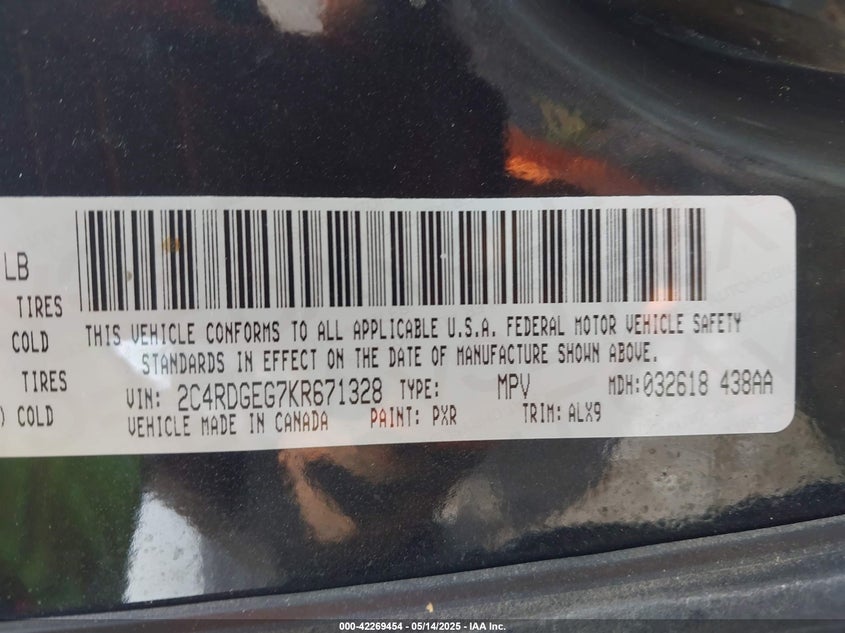 LB
TIRES
COLD
TIRES
) COLD
THIS VEHICLE CONFORMS TO ALL APPLICABLE U.S.A. FEDERAL MOTOR VEHICLE SAFETY
STANDARDS IN EFFECT ON THE DATE OF MANUFACTURE SHOWN ABOVE.
VIN: 2C4RDGEG7KR671328 TYPE: MPV MDH: 032618 438AA
VEHICLE MADE IN CANADA PAINT: PXR TRIM: ALX9
000-42269454 - 05/14/2025 - IAA Inc.